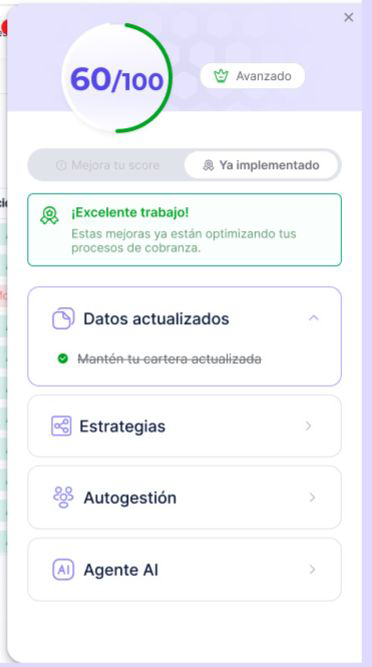 60/100
Avanzado
Mejora tu score
Ya implementado
¡Excelente trabajo!
Estas mejoras ya están optimizando tus
procesos de cobranza.
Datos actualizados
Mantén tu cartera actualizada
Estrategias
Autogestión
AI
Agente AI